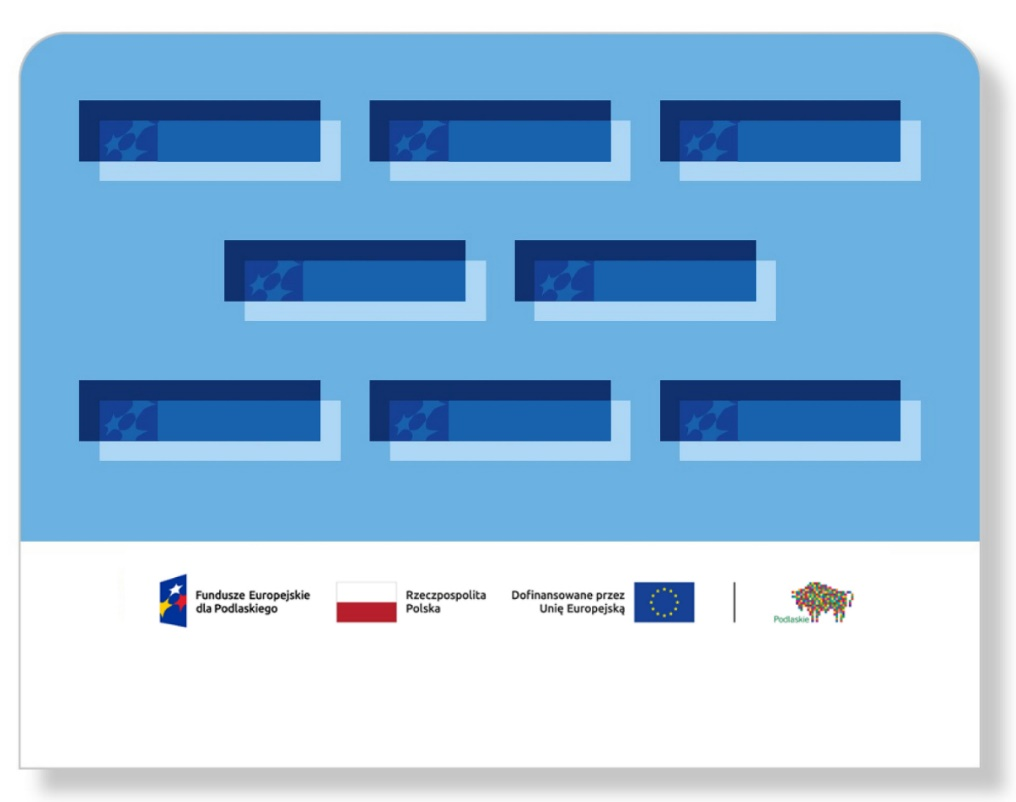 Fundusze Europejskie
dla Podlaskiego
Rzeczpospolita
Polska
Dofinansowane przez
Unię Europejską
Podlaskie